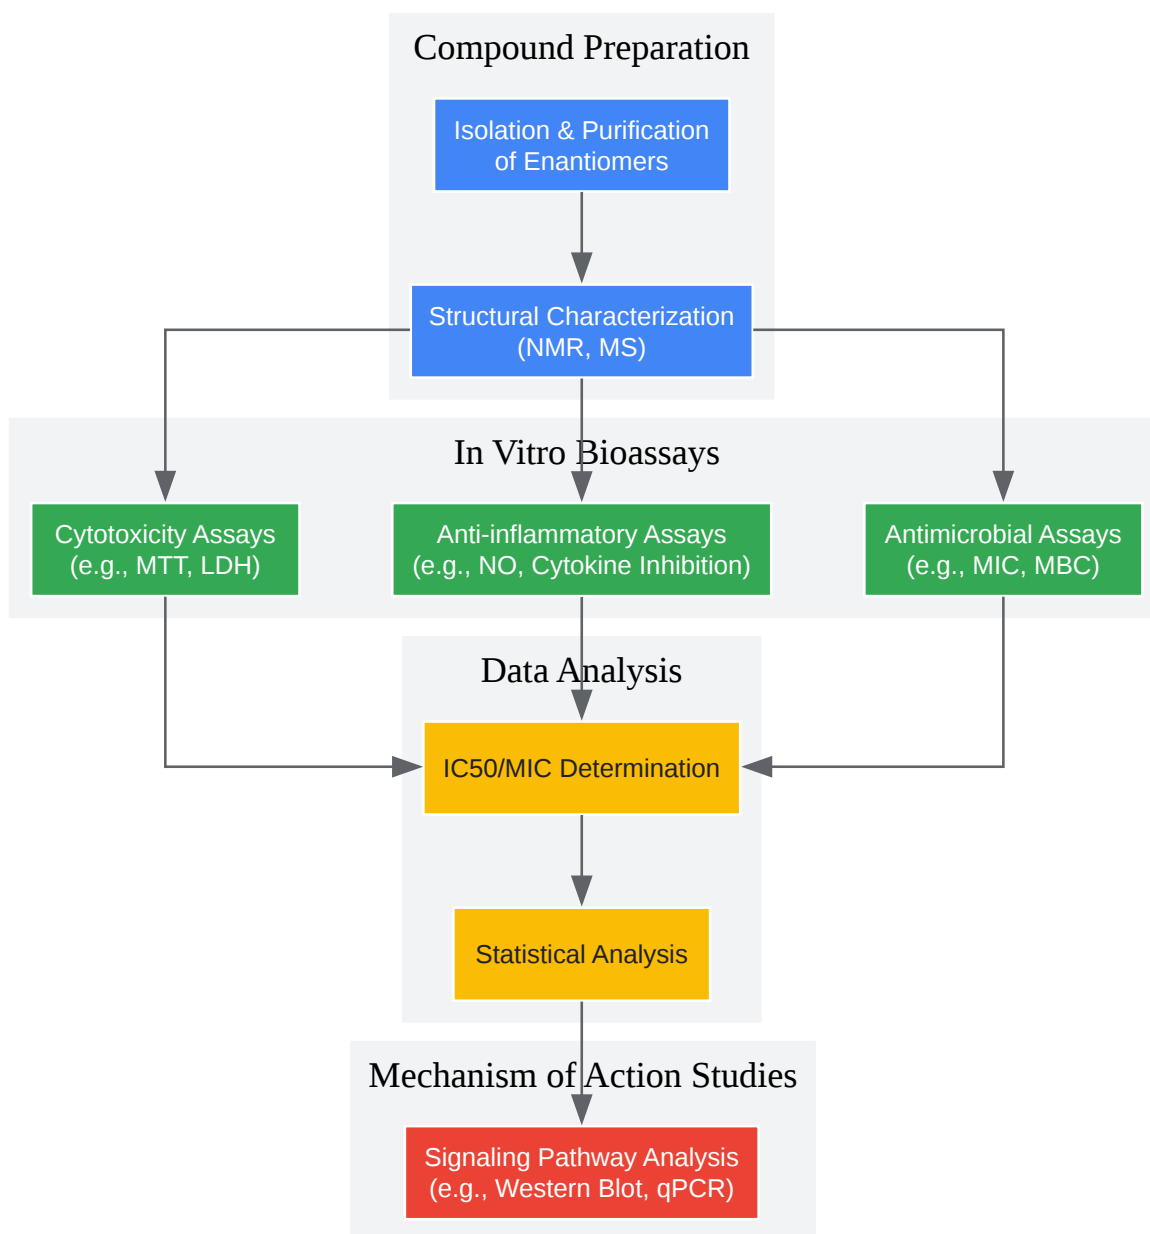 Compound Preparation
Isolation & Purification
of Enantiomers
Structural Characterization
(NMR, MS)
In Vitro Bioassays
Cytotoxicity Assays
(e.g., MTT, LDH)
Anti-inflammatory Assays
(e.g., NO, Cytokine Inhibition)
Antimicrobial Assays
(e.g., MIC, MBC)
Data Analysis
IC50/MIC Determination
Statistical Analysis
Mechanism of Action Studies
Signaling Pathway Analysis
(e.g., Western Blot, qPCR)